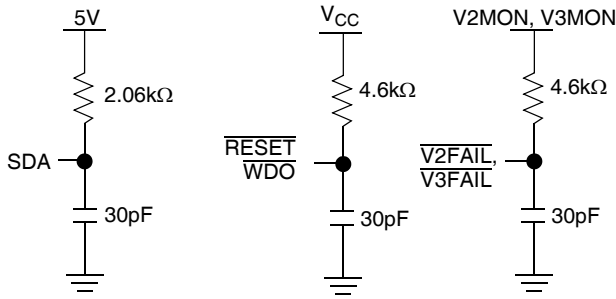 5V
2.06kΩ
SDA
30pF
VCC
4.6kΩ
RESET
WDO
30pF
V2MON, V3MON
4.6kΩ
V2FAIL,
V3FAIL
30pF